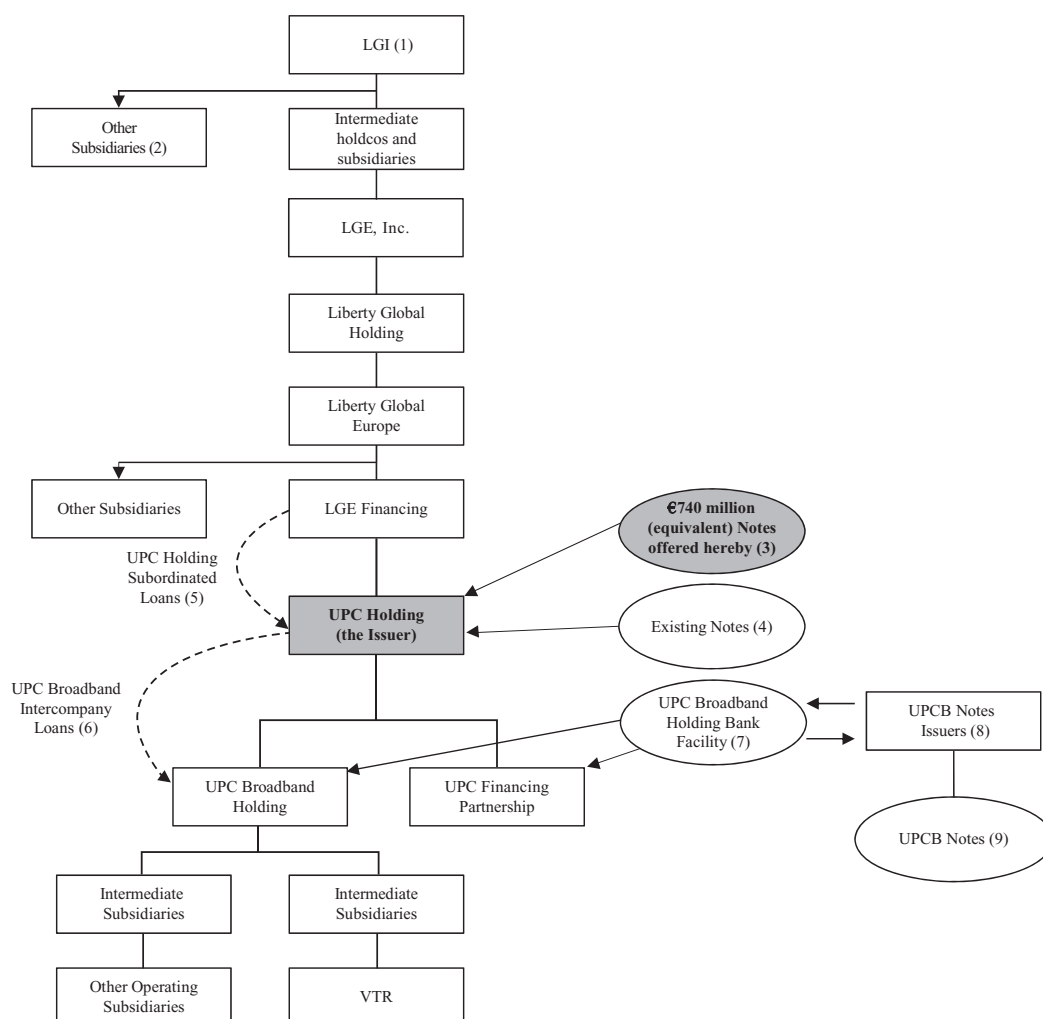 LGI (1)
Other
Subsidiaries (2)
Intermediate
holdcos and
subsidiaries
LGE, Inc.
Liberty Global
Holding
Liberty Global
Europe
Other Subsidiaries
LGE Financing
€740 million
(equivalent) Notes
offered hereby (3)
UPC Holding
Subordinated
Loans (5)
UPC Holding
(the Issuer)
Existing Notes (4)
UPC Broadband
Intercompany
Loans (6)
UPC Broadband
Holding Bank
Facility (7)
UPCB Notes
Issuers (8)
UPC Broadband
Holding
UPC Financing
Partnership
UPCB Notes (9)
Intermediate
Subsidiaries
Intermediate
Subsidiaries
Other Operating
Subsidiaries
VTR